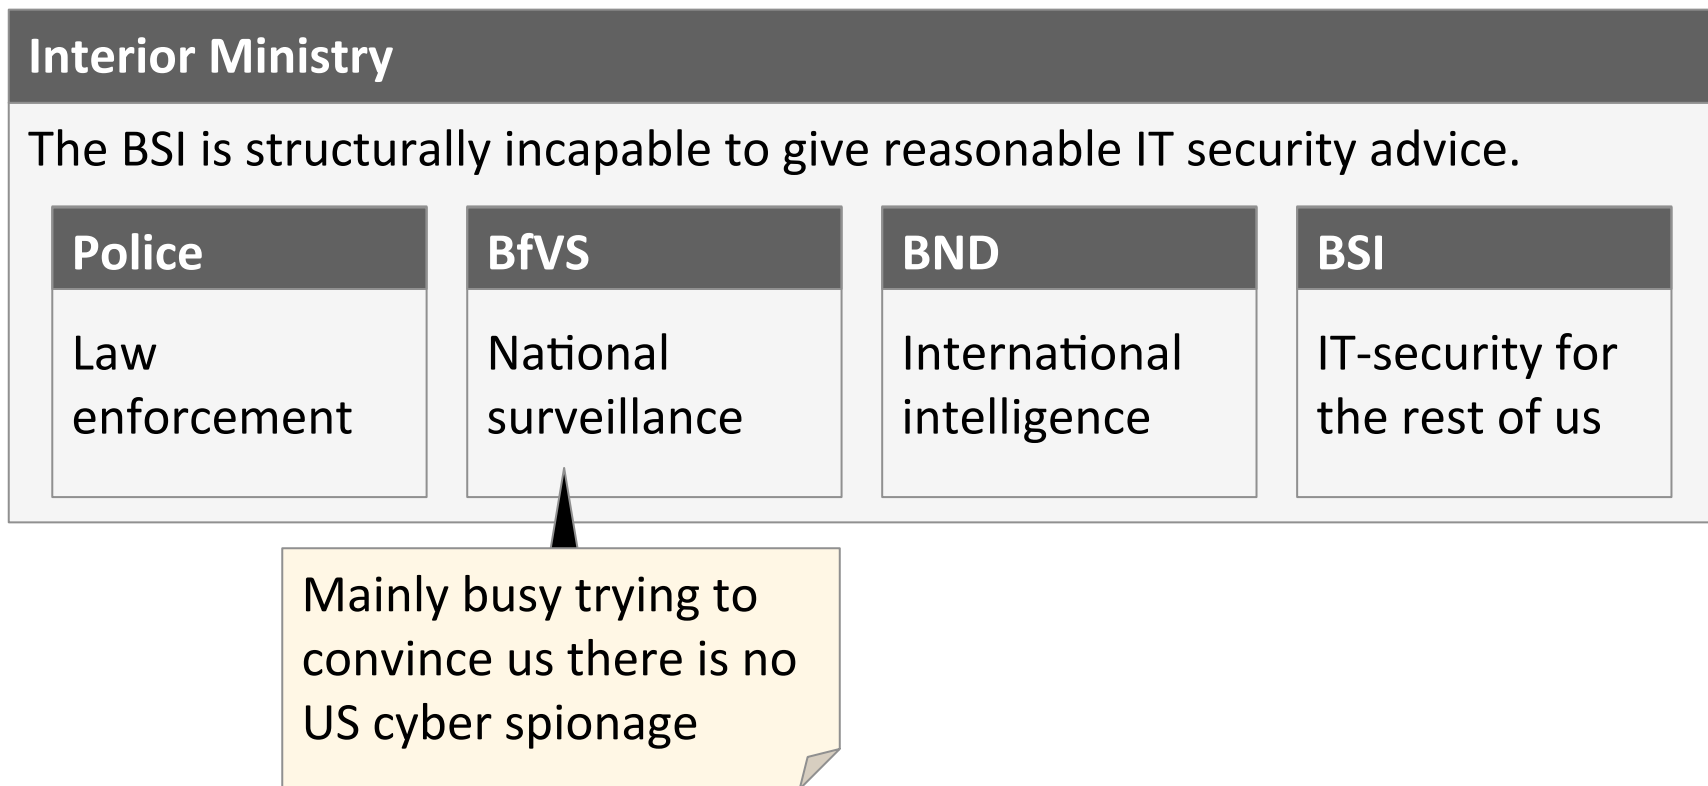 Interior Ministry
The BSI is structurally incapable to give reasonable IT security advice.
Police
Law
enforcement
BfVS
National
surveillance
BND
International
intelligence
BSI
IT-security for
the rest of us
Mainly busy trying to
convince us there is no
US cyber spionage